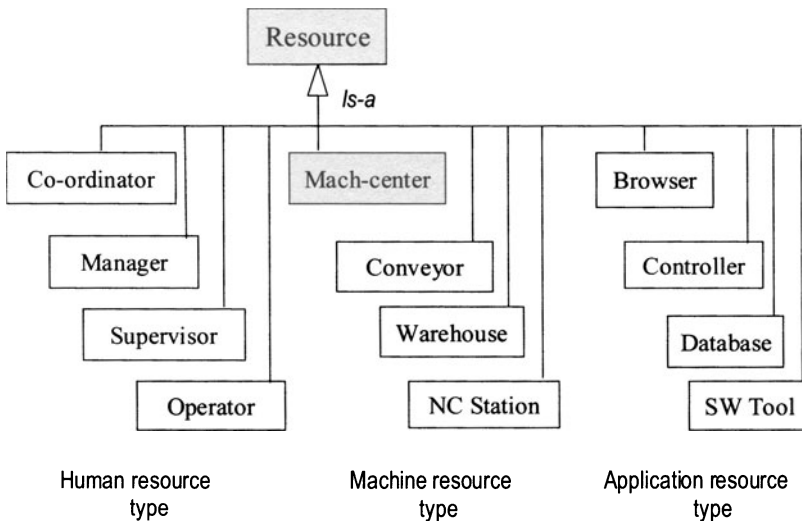 Resource
Is-a
Co-ordinator
Mach-center
Browser
Manager
Conveyor
Controller
Supervisor
Warehouse
Database
Operator
NC Station
SW Tool
Human resource
type
Machine resource
type
Application resource
type